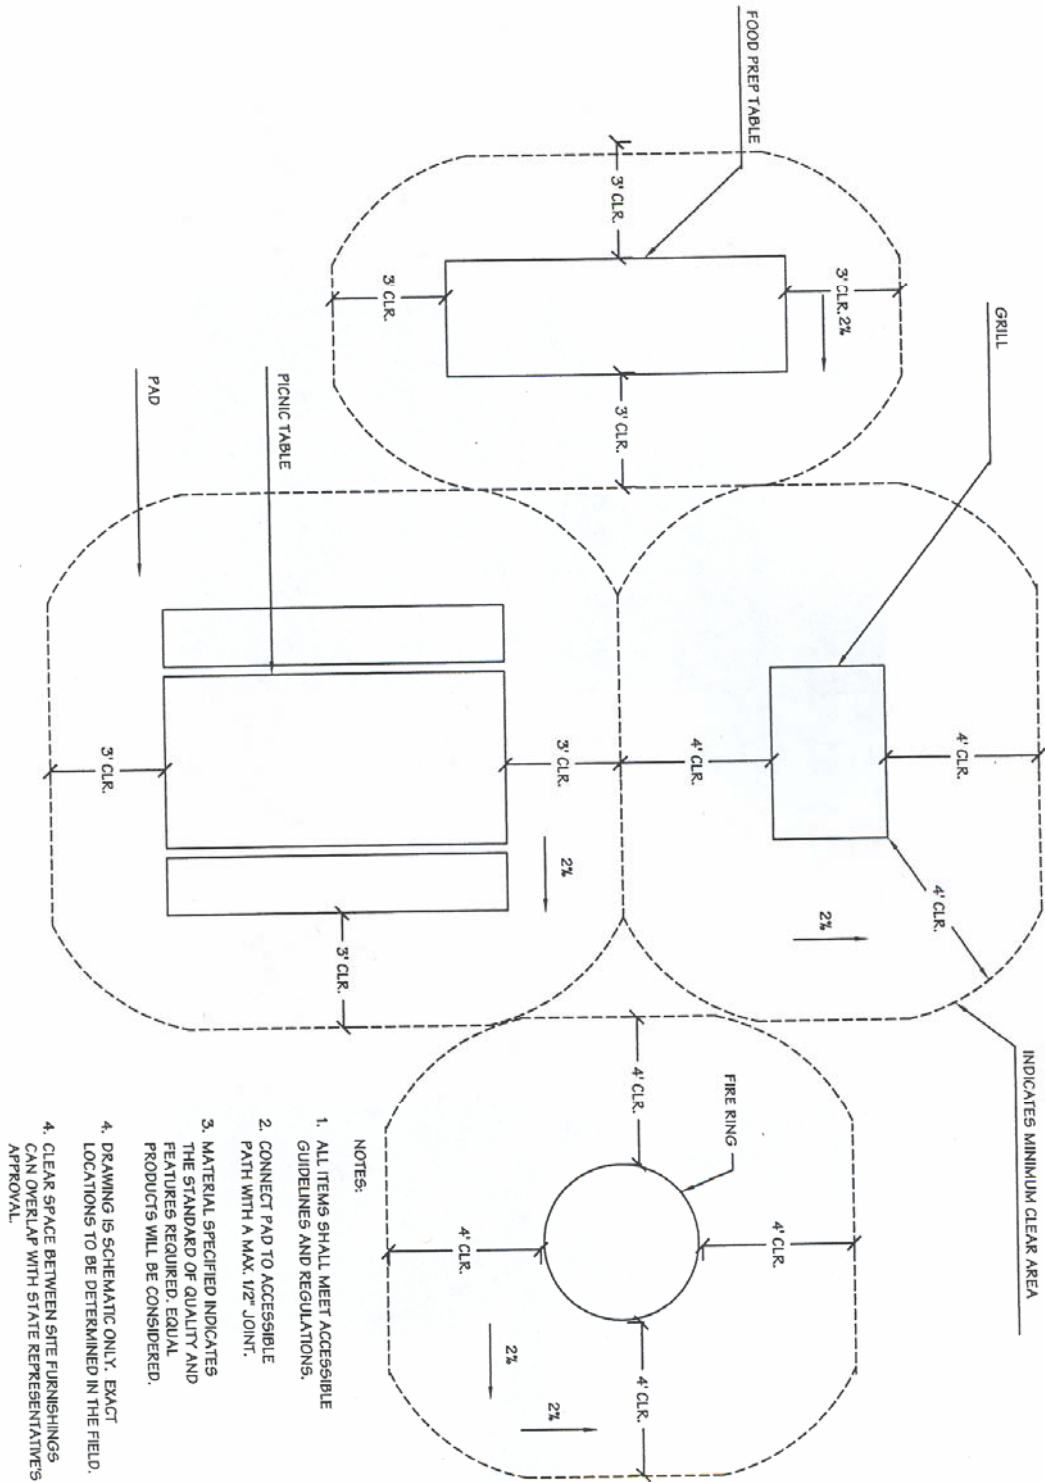 FOOD PREP TABLE
3' CLR.
3' CLR.
3' CLR. 2%
3' CLR.
GRILL
PICNIC TABLE
PAD
3' CLR.
3' CLR.
2%
3' CLR.
4' CLR.
4' CLR.
4' CLR.
2%
INDICATES MINIMUM CLEAR AREA
FIRE RING
4' CLR.
4' CLR.
4' CLR.
4' CLR.
2%
2%
NOTES:
1. ALL ITEMS SHALL MEET ACCESSIBLE
GUIDELINES AND REGULATIONS.
2. CONNECT PAD TO ACCESSIBLE
PATH WITH A MAX. 1/2" JOINT.
3. MATERIAL SPECIFIED INDICATES
THE STANDARD OF QUALITY AND
FEATURES REQUIRED. EQUAL
PRODUCTS WILL BE CONSIDERED.
4. DRAWING IS SCHEMATIC ONLY. EXACT
LOCATIONS TO BE DETERMINED IN THE FIELD.
4. CLEAR SPACE BETWEEN SITE FURNISHINGS
CAN OVERLAP WITH STATE REPRESENTATIVE'S
APPROVAL.